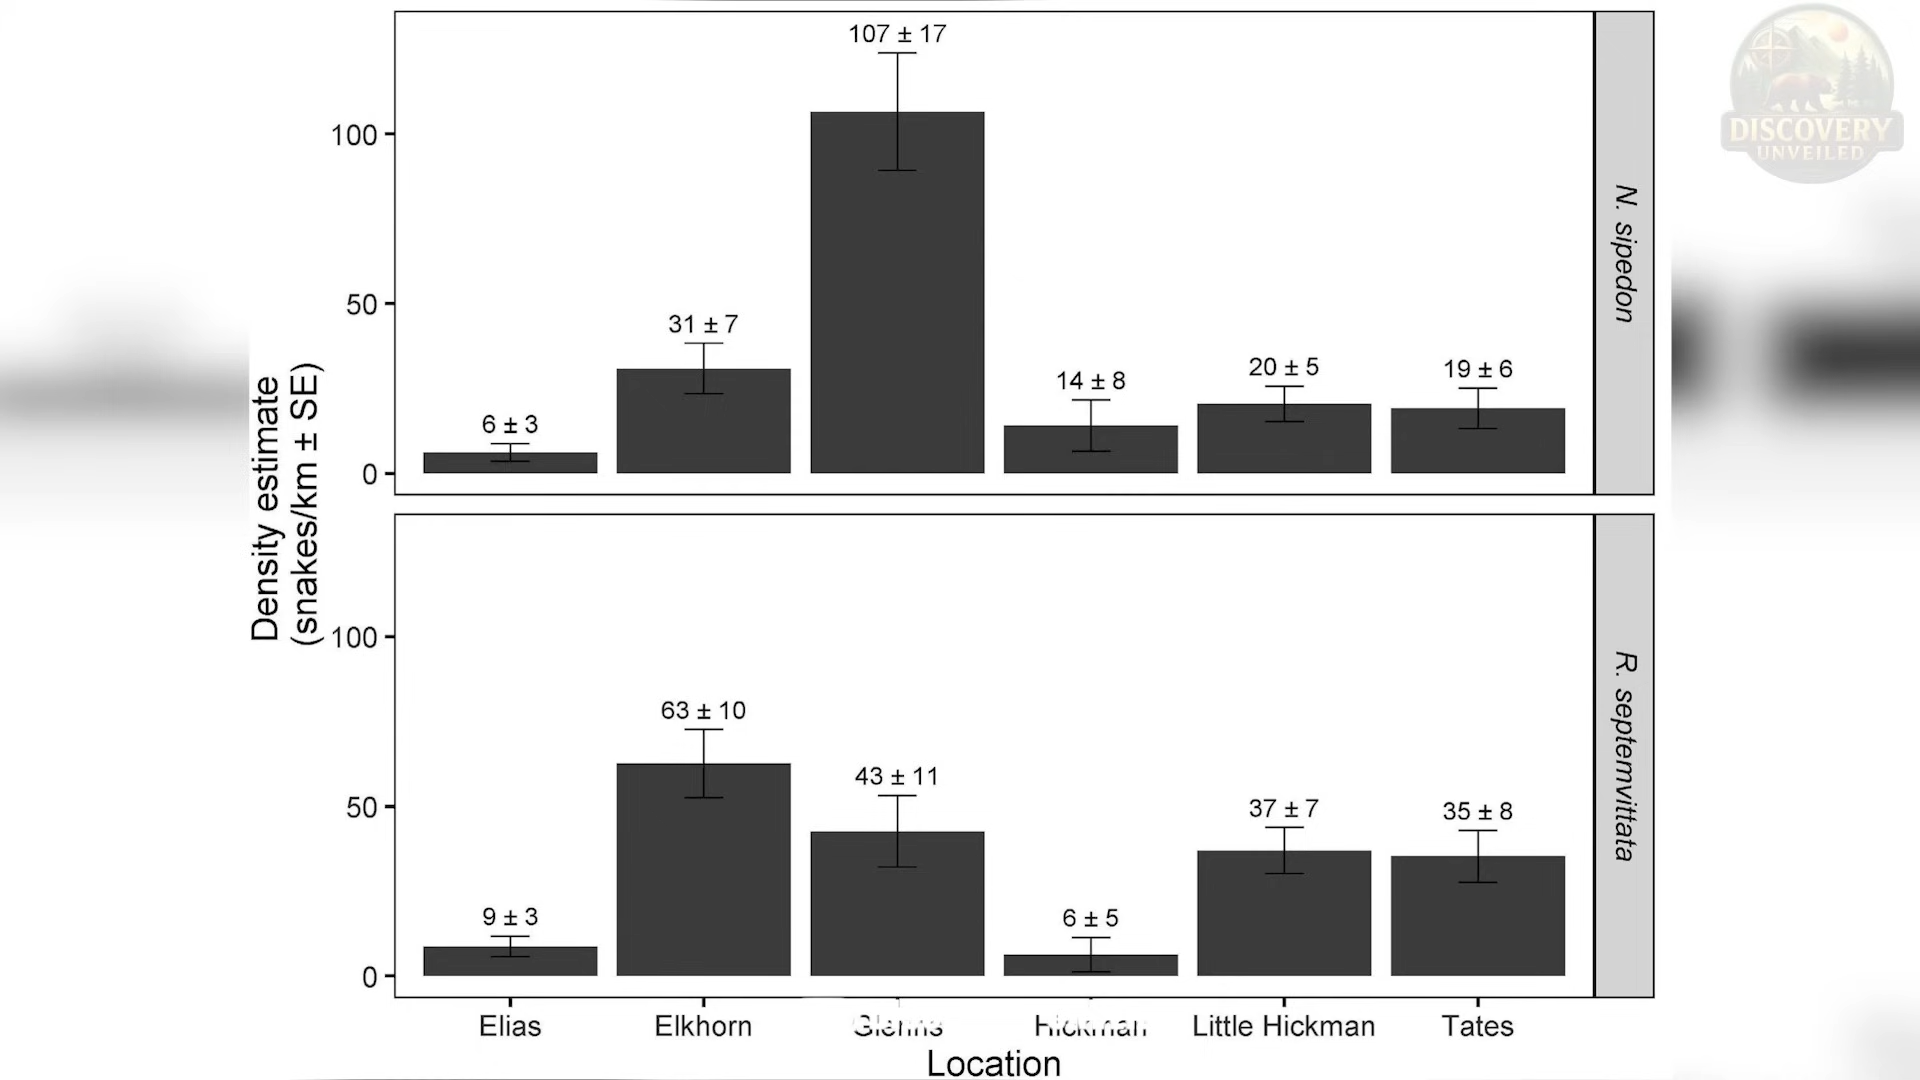 107 ± 17
100
31 ± 7
50
14 ± 8
20 ± 5
19 ± 6
6 ± 3
0
N. sipedon
Density estimate
(snakes/km ± SE)
100
63 ± 10
43 ± 11
50
37 ± 7
35 ± 8
9 ± 3
6 ± 5
0
R. septemvittata
Elias
Elkhorn
Glenns
Hickman
Little Hickman
Tates
Location
DISCOVERY
UNVEILED